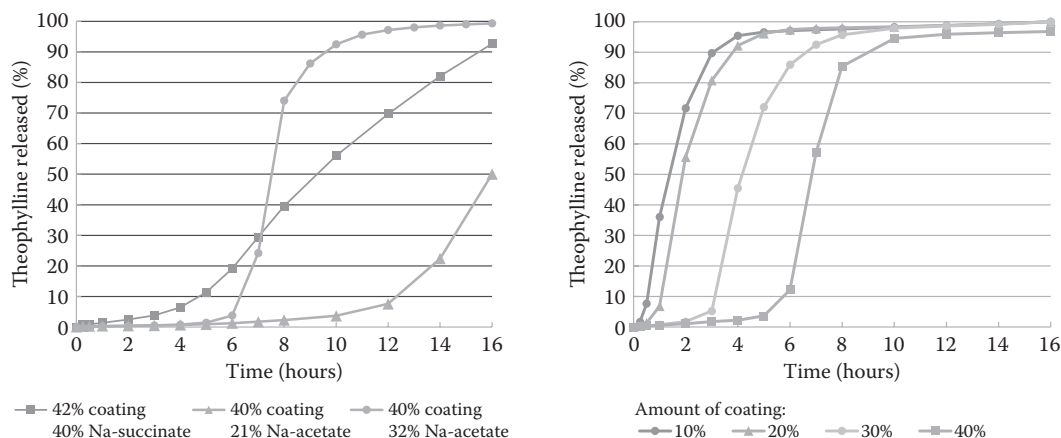 100
90
80
70
60
50
40
30
20
10
0
Theophylline released (%)
0 2 4 6 8 10 12 14 16
Time (hours)
42% coating 40% coating 40% coating
40% Na-succinate 21% Na-acetate 32% Na-acetate
100
90
80
70
60
50
40
30
20
10
0
Theophylline released (%)
0 2 4 6 8 10 12 14 16
Time (hours)
Amount of coating:
10% 20% 30% 40%